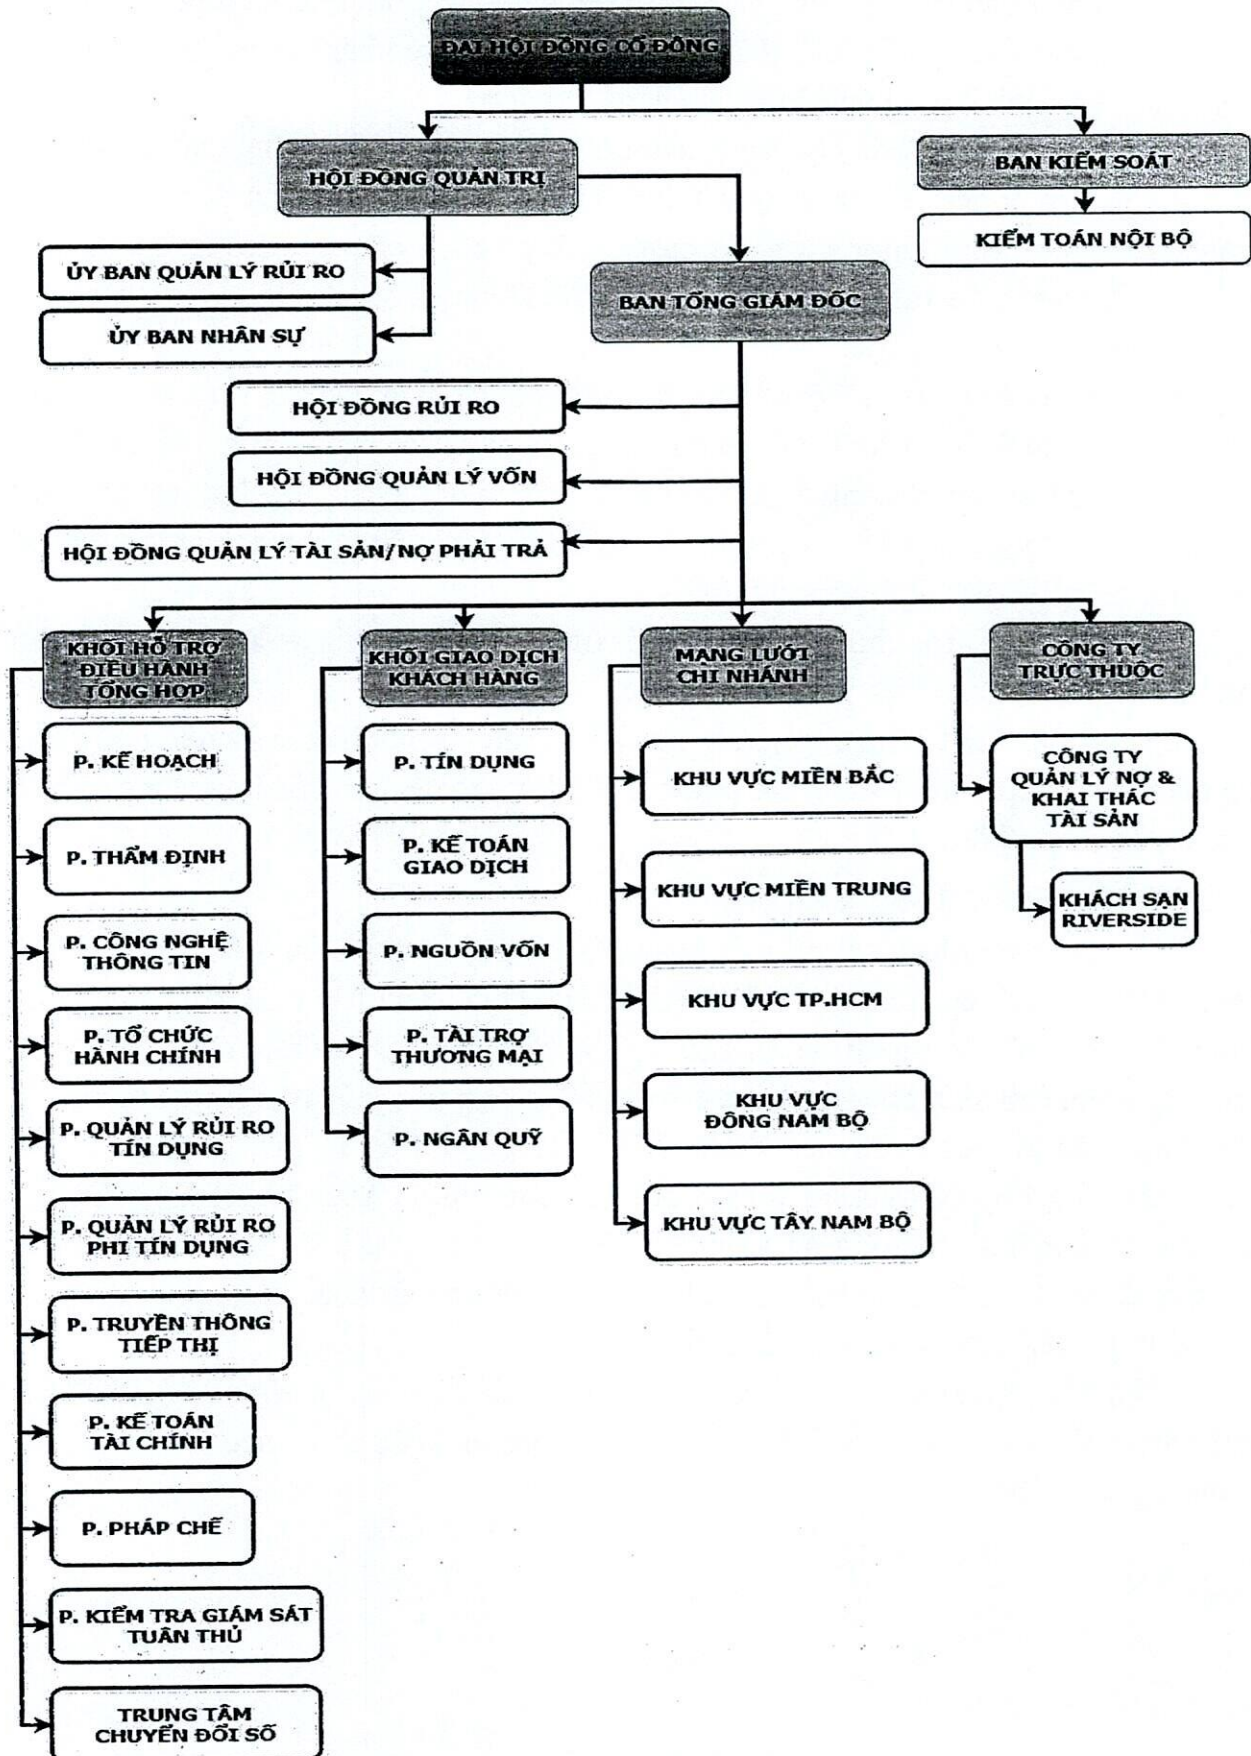 ĐẠI HỘI ĐỒNG CỔ ĐÔNG
HỘI ĐỒNG QUẢN TRỊ
BAN KIỂM SOÁT
KIỂM TOÁN NỘI BỘ
ỦY BAN QUẢN LÝ RỦI RO
ỦY BAN NHÂN SỰ
BAN TỔNG GIÁM ĐỐC
HỘI ĐỒNG RỦI RO
HỘI ĐỒNG QUẢN LÝ VỐN
HỘI ĐỒNG QUẢN LÝ TÀI SẢN/NỢ PHẢI TRẢ
KHỐI HỖ TRỢ
ĐIỀU HÀNH
TỔNG HỢP
P. KẾ HOẠCH
P. THẨM ĐỊNH
P. CÔNG NGHỆ
THÔNG TIN
P. TỔ CHỨC
HÀNH CHÍNH
P. QUẢN LÝ RỦI RO
TÍN DỤNG
P. QUẢN LÝ RỦI RO
PHI TÍN DỤNG
P. TRUYỀN THÔNG
TIẾP THỊ
P. KẾ TOÁN
TÀI CHÍNH
P. PHÁP CHẾ
P. KIỂM TRA GIÁM SÁT
TUÂN THỦ
TRUNG TÂM
CHUYỂN ĐỔI SỐ
KHỐI GIAO DỊCH
KHÁCH HÀNG
P. TÍN DỤNG
P. KẾ TOÁN
GIAO DỊCH
P. NGUỒN VỐN
P. TÀI TRỢ
THƯƠNG MẠI
P. NGÂN QUỸ
MẠNG LƯỚI
CHI NHÁNH
KHU VỰC MIỀN BẮC
KHU VỰC MIỀN TRUNG
KHU VỰC TP.HCM
KHU VỰC
ĐÔNG NAM BỘ
KHU VỰC TÂY NAM BỘ
CÔNG TY
TRỰC THUỘC
CÔNG TY
QUẢN LÝ NỢ &
KHAI THÁC
TÀI SẢN
KHÁCH SẠN
RIVERSIDE